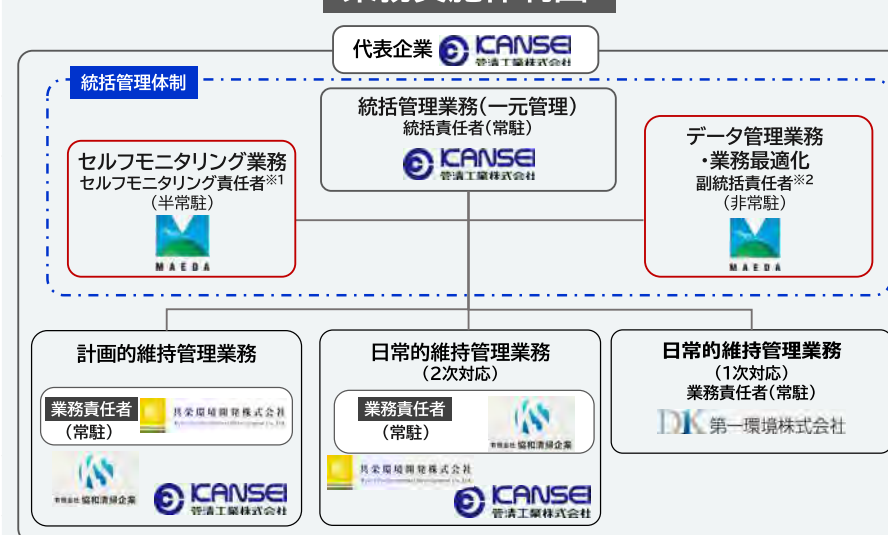 代表企業 KANSEI
管清工業株式会社
統括管理体制
統括管理業務(一元管理)
統括責任者(常駐)
KANSEI
管清工業株式会社
セルフモニタリング業務
セルフモニタリング責任者※1
(半常駐)
MAEDA
データ管理業務
・業務最適化
副統括責任者※2
(非常駐)
MAEDA
計画的維持管理業務
業務責任者
(常駐)
共栄環境開発株式会社
有限会社 協和清掃企業
KANSEI
管清工業株式会社
日常的維持管理業務
(2次対応)
業務責任者
(常駐)
有限会社 協和清掃企業
共栄環境開発株式会社
KANSEI
管清工業株式会社
日常的維持管理業務
(1次対応)
業務責任者(常駐)
DK 第一環境株式会社